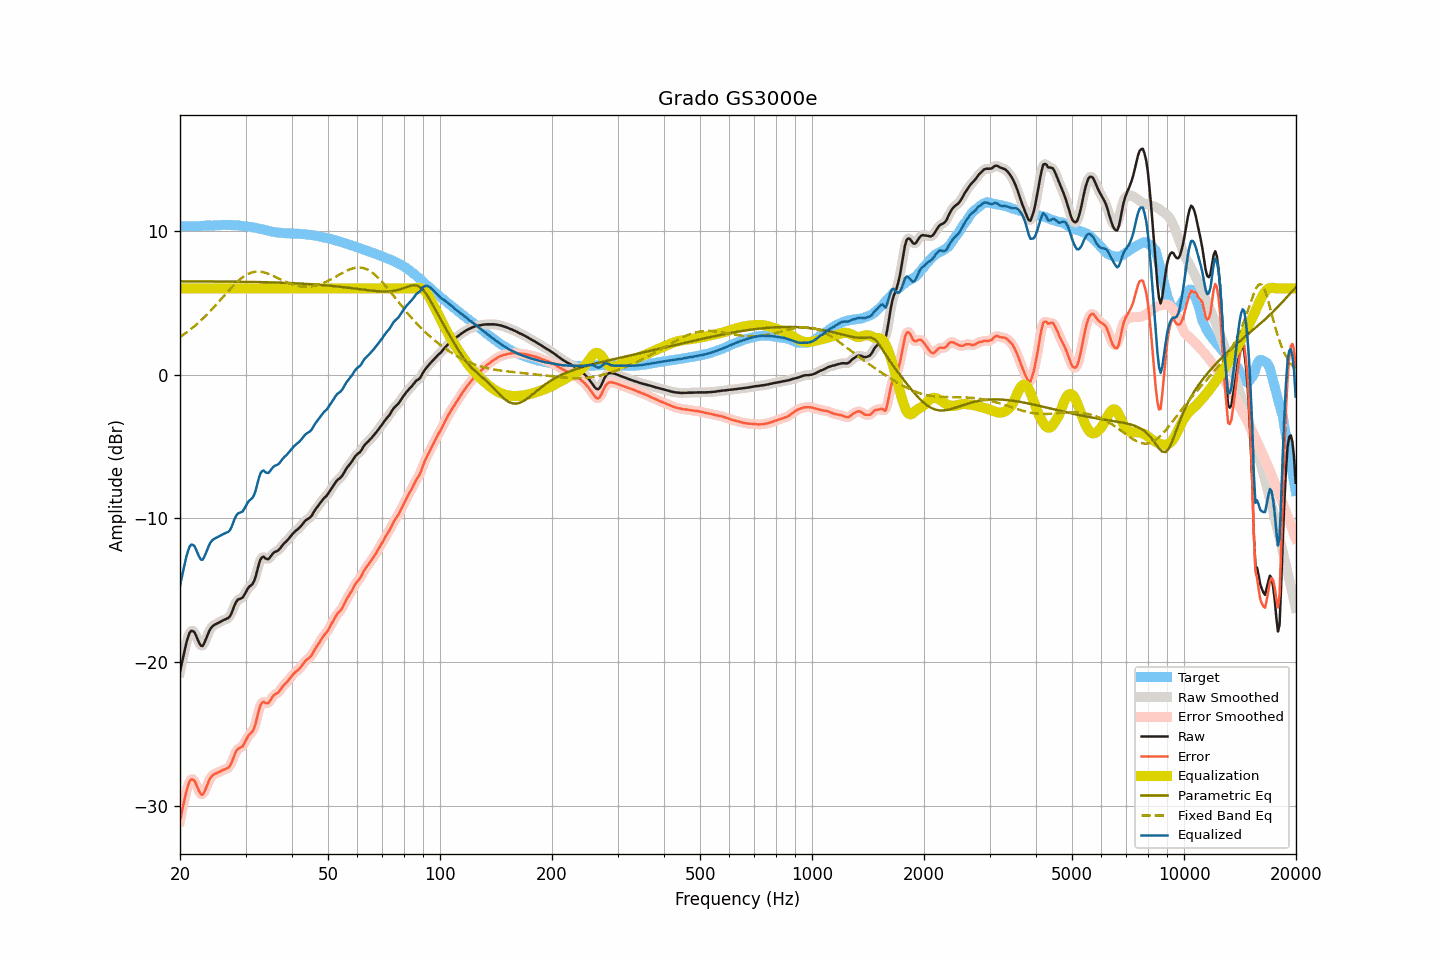 Grado GS3000e
Amplitude (dBr)
10
0
−10
−20
−30
Target
Raw Smoothed
Error Smoothed
Raw
Error
Equalization
Parametric Eq
Fixed Band Eq
Equalized
20 50 100 200 500 1000 2000 5000 10000 20000
Frequency (Hz)